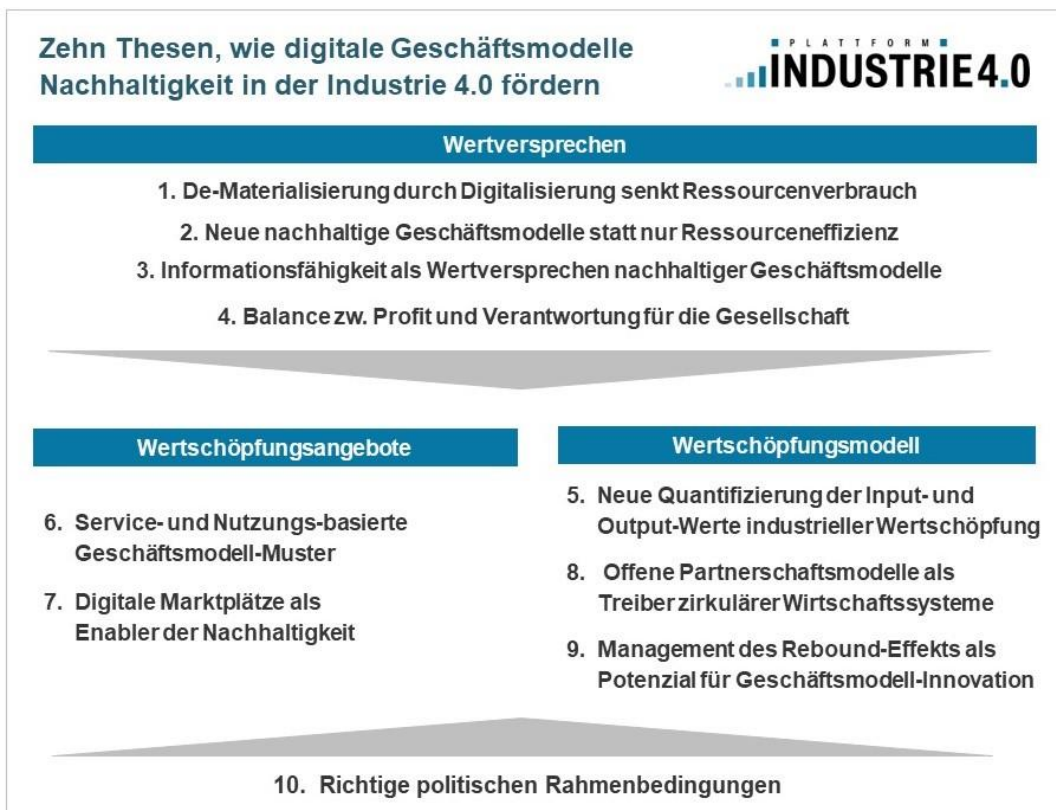 Zehn Thesen, wie digitale Geschäftsmodelle
Nachhaltigkeit in der Industrie 4.0 fördern
PLATTFORM
INDUSTRIE4.0
Wertversprechen
1. De-Materialisierung durch Digitalisierung senkt Ressourcenverbrauch
2. Neue nachhaltige Geschäftsmodelle statt nur Ressourceneffizienz
3. Informationsfähigkeit als Wertversprechen nachhaltiger Geschäftsmodelle
4. Balance zw. Profit und Verantwortung für die Gesellschaft
Wertschöpfungsangebote
6. Service- und Nutzungs-basierte
Geschäftsmodell-Muster
7. Digitale Marktplätze als
Enabler der Nachhaltigkeit
Wertschöpfungsmodell
5. Neue Quantifizierung der Input- und
Output-Werte industrieller Wertschöpfung
8. Offene Partnerschaftsmodelle als
Treiber zirkulärer Wirtschaftssysteme
9. Management des Rebound-Effekts als
Potenzial für Geschäftsmodell-Innovation
10. Richtige politischen Rahmenbedingungen